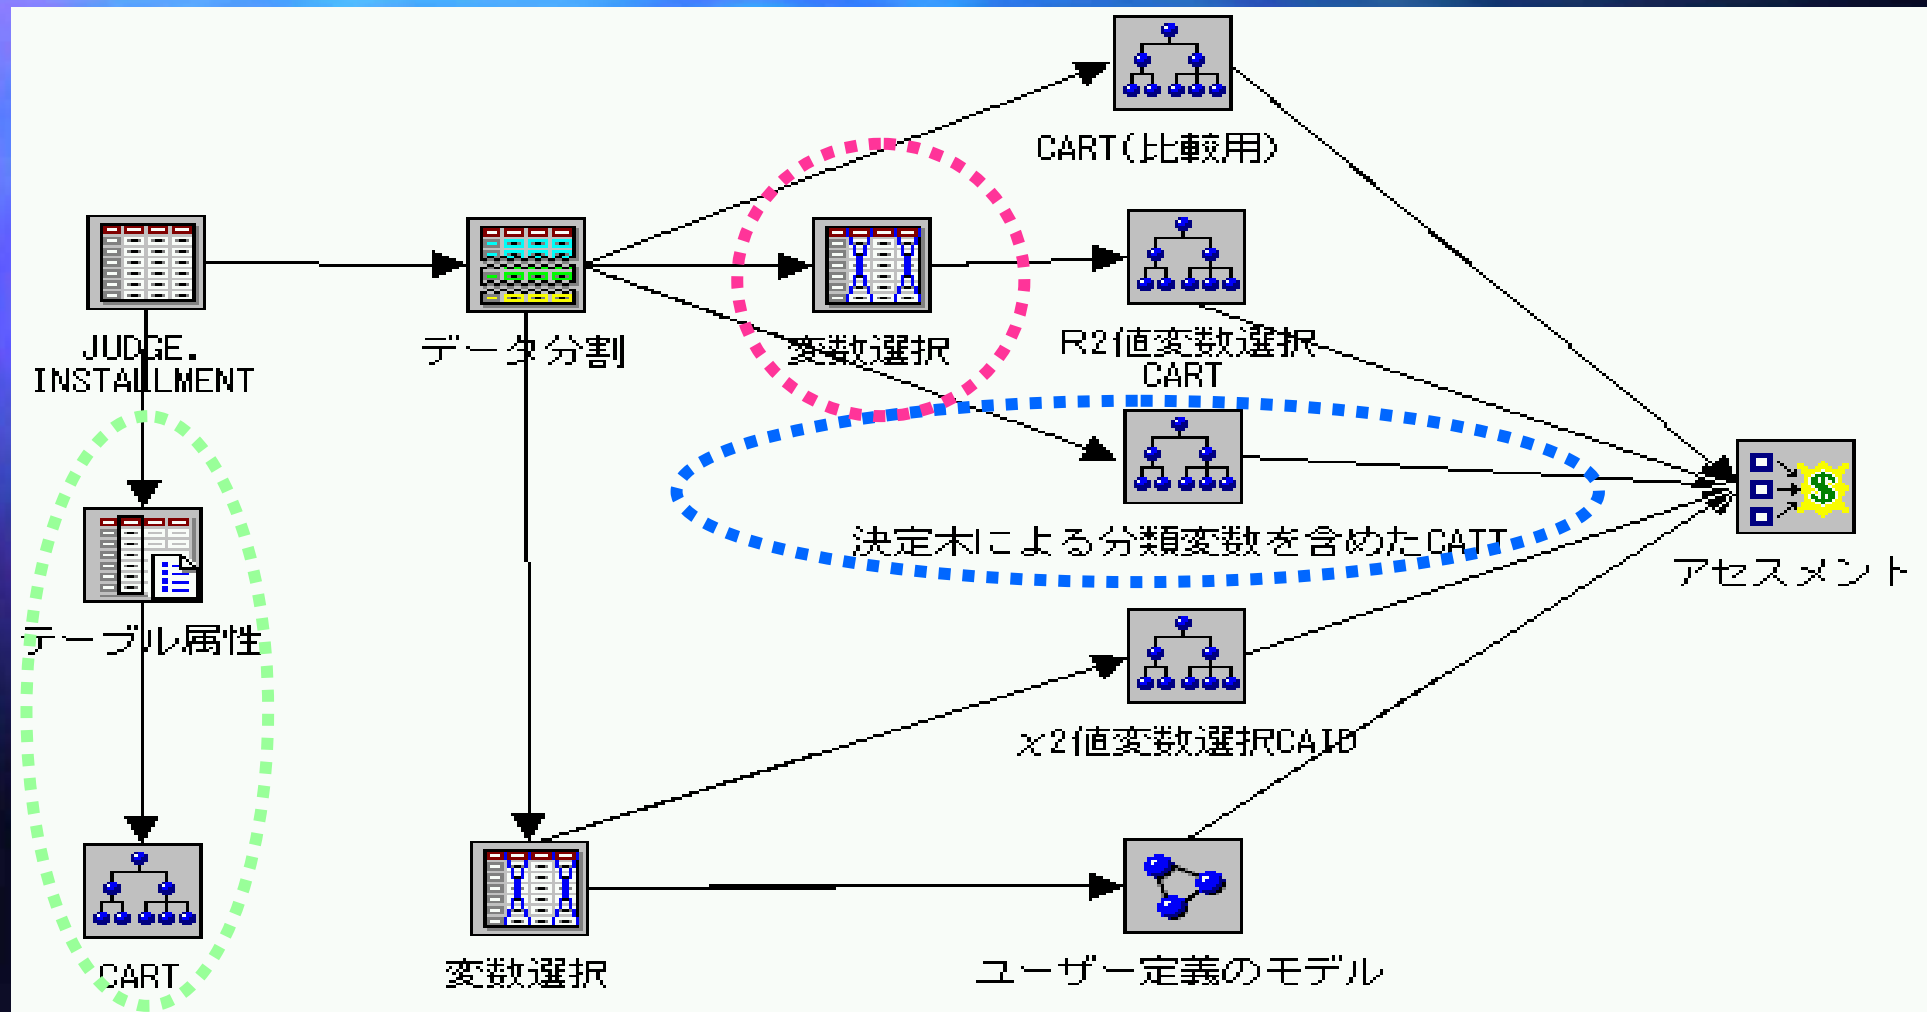 CART(比較用)
JUDGE.
INSTALLMENT
データ分割
変数選択
R2値変数選択
CART
決定木による分類変数を含めたCATT
アセスメント
テーブル属性
χ2値変数選択CAID
CART
変数選択
ユーザー定義のモデル